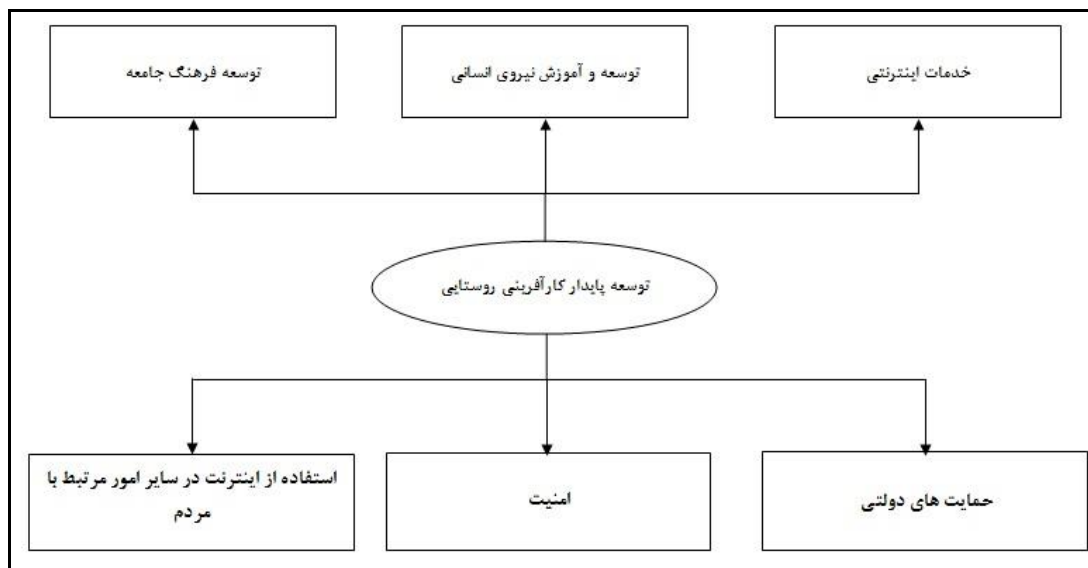 خدمات اینترنتی
توسعه و آموزش نیروی انسانی
توسعه فرهنگ جامعه
توسعه پایدار کارآفرینی روستایی
حمایت های دولتی
امنیت
استفاده از اینترنت در سایر امور مرتبط با
مردم